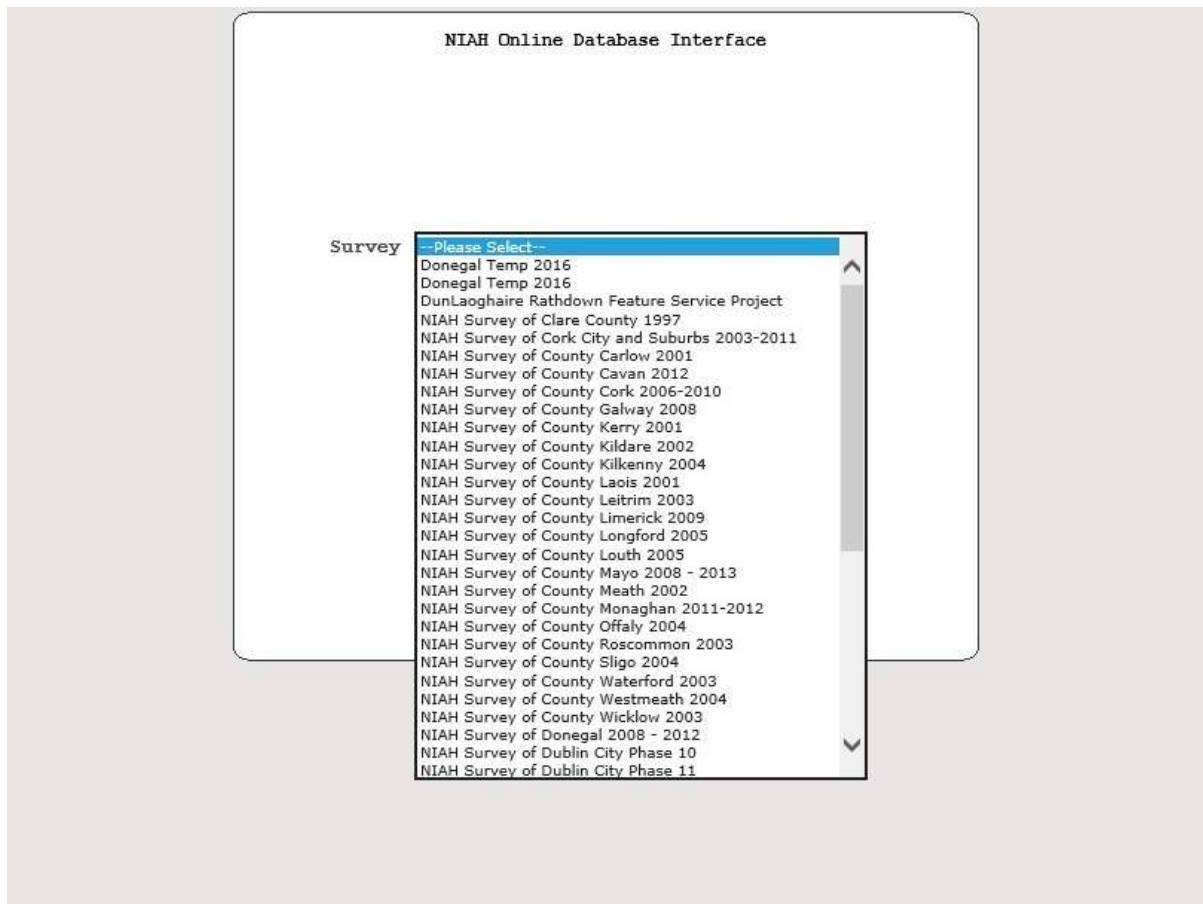 NIAH Online Database Interface
Survey
--Please Select--
Donegal Temp 2016
Donegal Temp 2016
DunLaoghaire Rathdown Feature Service Project
NIAH Survey of Clare County 1997
NIAH Survey of Cork City and Suburbs 2003-2011
NIAH Survey of County Carlow 2001
NIAH Survey of County Cavan 2012
NIAH Survey of County Cork 2006-2010
NIAH Survey of County Galway 2008
NIAH Survey of County Kerry 2001
NIAH Survey of County Kildare 2002
NIAH Survey of County Kilkenny 2004
NIAH Survey of County Laois 2001
NIAH Survey of County Leitrim 2003
NIAH Survey of County Limerick 2009
NIAH Survey of County Longford 2005
NIAH Survey of County Louth 2005
NIAH Survey of County Mayo 2008 - 2013
NIAH Survey of County Meath 2002
NIAH Survey of County Monaghan 2011-2012
NIAH Survey of County Offaly 2004
NIAH Survey of County Roscommon 2003
NIAH Survey of County Sligo 2004
NIAH Survey of County Waterford 2003
NIAH Survey of County Westmeath 2004
NIAH Survey of County Wicklow 2003
NIAH Survey of Donegal 2008 - 2012
NIAH Survey of Dublin City Phase 10
NIAH Survey of Dublin City Phase 11